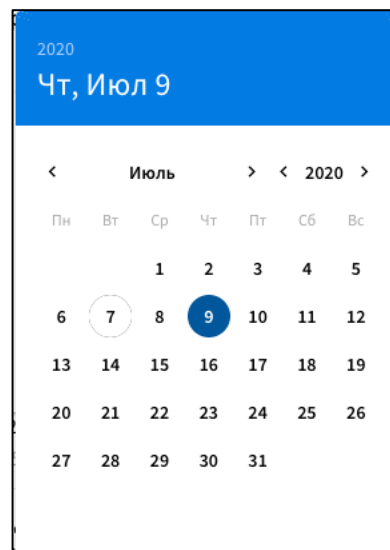 2020
Чт, Июл 9
Июль 2020
Пн Вт Ср Чт Пт Сб Вс
1 2 3 4 5
6 7 8 9 10 11 12
13 14 15 16 17 18 19
20 21 22 23 24 25 26
27 28 29 30 31